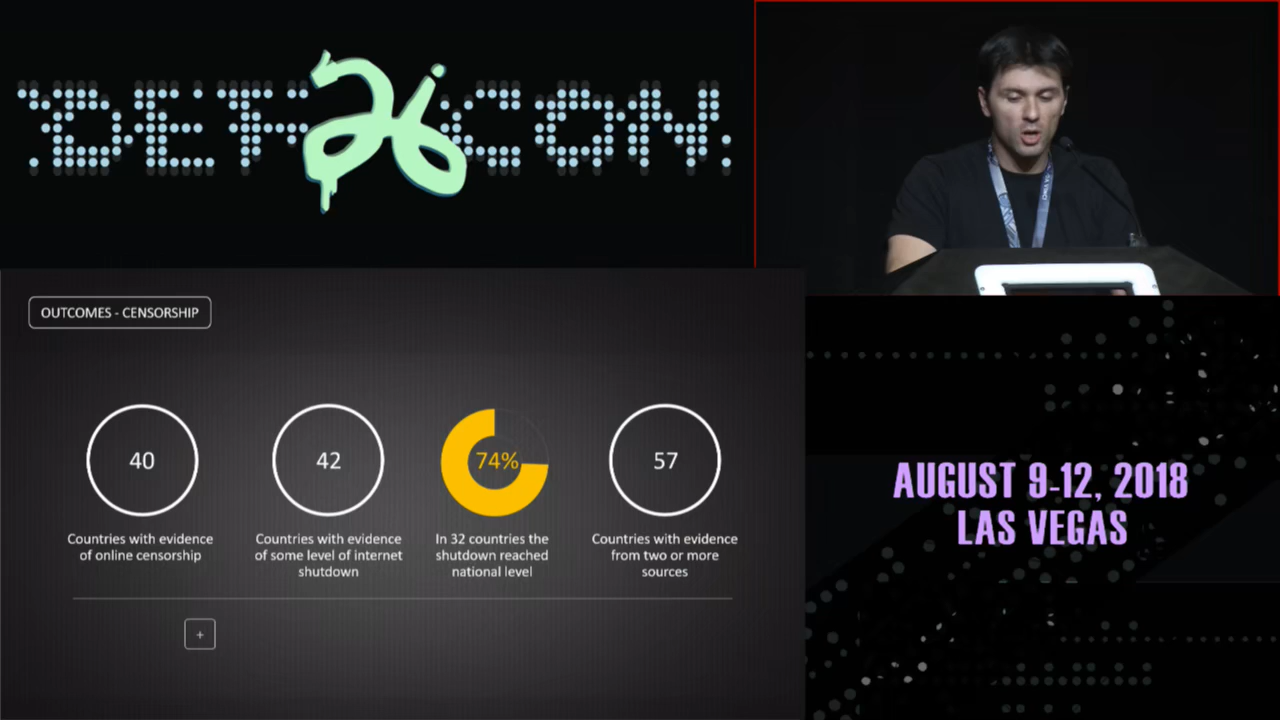 DEF CON
26
OUTCOMES - CENSORSHIP
40
42
74%
57
Countries with evidence
of online censorship
Countries with evidence
of some level of internet
shutdown
In 32 countries the
shutdown reached
national level
Countries with evidence
from two or more
sources
+
AUGUST 9-12, 2018
LAS VEGAS